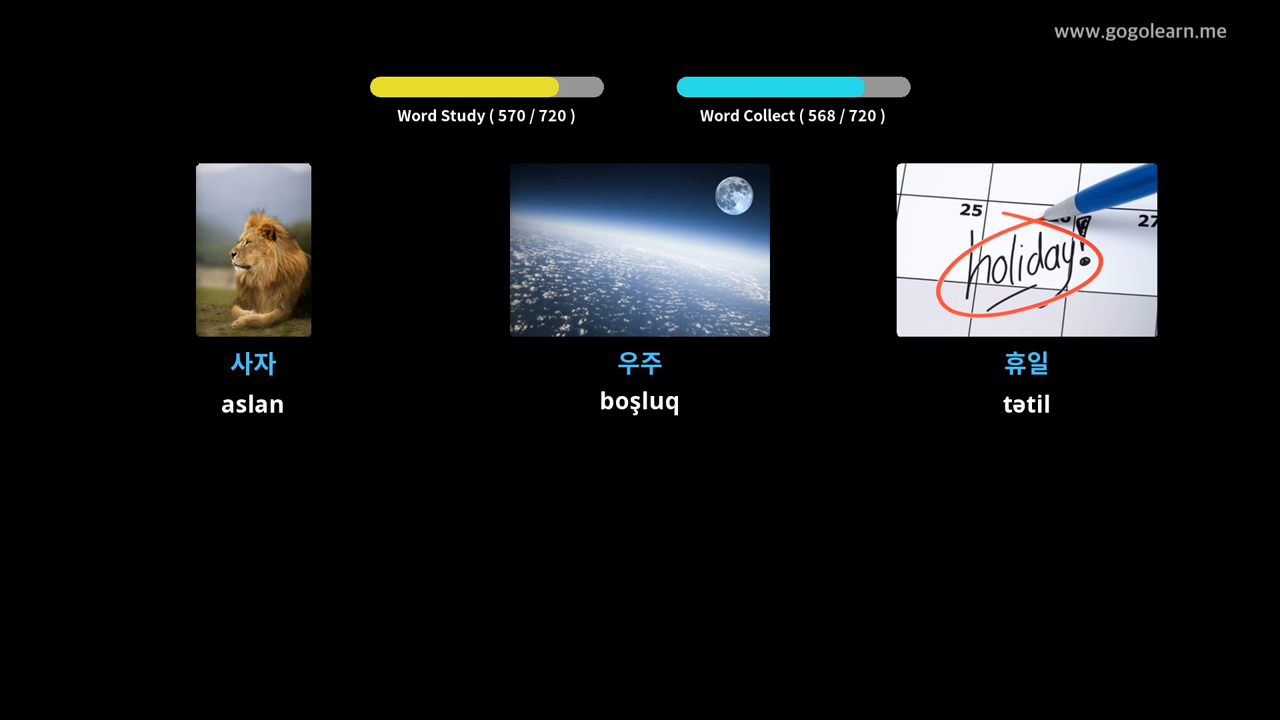 www.gogolearn.me
Word Study ( 570 / 720 )
Word Collect ( 568 / 720 )
25
27
holiday!
사자
우주
휴일
aslan
boşluq
tətil